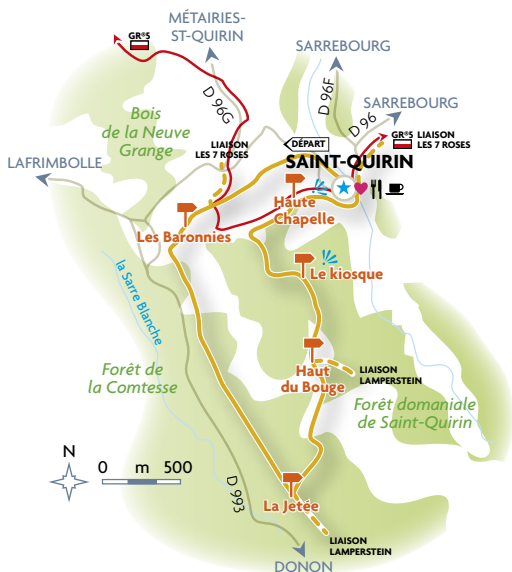 GR®5
MÉTAIRIES-
ST-QUIRIN
SARREBOURG
D 96G
D 96F
SARREBOURG
D 96
Bois
de la Neuve
Grange
LIAISON
LES 7 ROSES
DÉPART
GR®5 LIAISON
LES 7 ROSES
LAFRIMBOLLE
SAINT-QUIRIN
Haute
Chapelle
Les Baronnies
Le kiosque
la Sarre Blanche
Forêt de
la Comtesse
Haut
du Bouge
LIAISON
LAMPERSTEIN
Forêt domaniale
de Saint-Quirin
N
0 m 500
D 993
La Jetée
LIAISON
LAMPERSTEIN
DONON